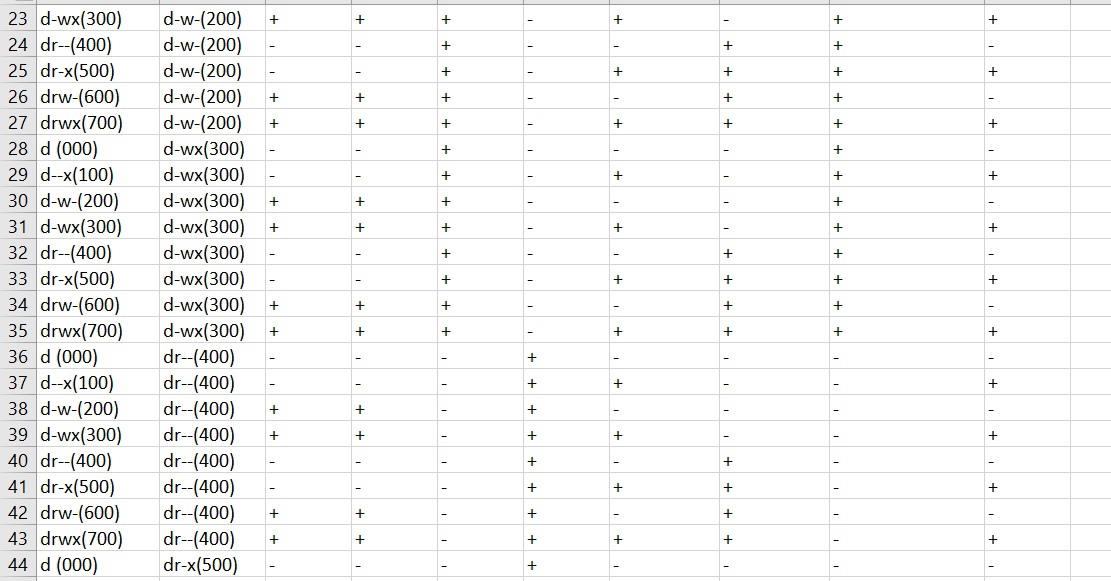 23 d-wx(300) d-w-(200) + + + - + - + +
24 dr--(400) d-w-(200) - - + - - + + -
25 dr-x(500) d-w-(200) - - + - + + + +
26 drw-(600) d-w-(200) + + + - - + + -
27 drwx(700) d-w-(200) + + + - + + + +
28 d (000) d-wx(300) - - + - - - + -
29 d--x(100) d-wx(300) - - + - + - + +
30 d-w-(200) d-wx(300) + + + - - - + -
31 d-wx(300) d-wx(300) + + + - + - + +
32 dr--(400) d-wx(300) - - + - - + + -
33 dr-x(500) d-wx(300) - - + - + + + +
34 drw-(600) d-wx(300) + + + - - + + -
35 drwx(700) d-wx(300) + + + - + + + +
36 d (000) dr--(400) - - - + - - - -
37 d--x(100) dr--(400) - - - + + - - +
38 d-w-(200) dr--(400) + + - + - - - -
39 d-wx(300) dr--(400) + + - + + - - +
40 dr--(400) dr--(400) - - - + - + - -
41 dr-x(500) dr--(400) - - - + + + - +
42 drw-(600) dr--(400) + + - + - + - -
43 drwx(700) dr--(400) + + - + + + - +
44 d (000) dr-x(500) - - - + - - - -